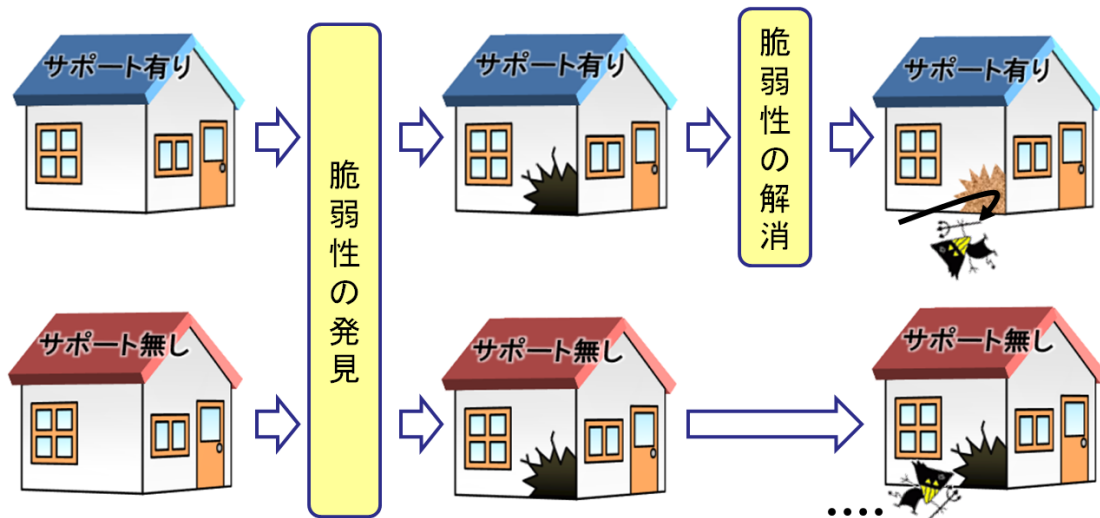 サポート有り
サポート有り
サポート有り
脆弱性の発見
脆弱性の解消
サポート無し
サポート無し
サポート無し